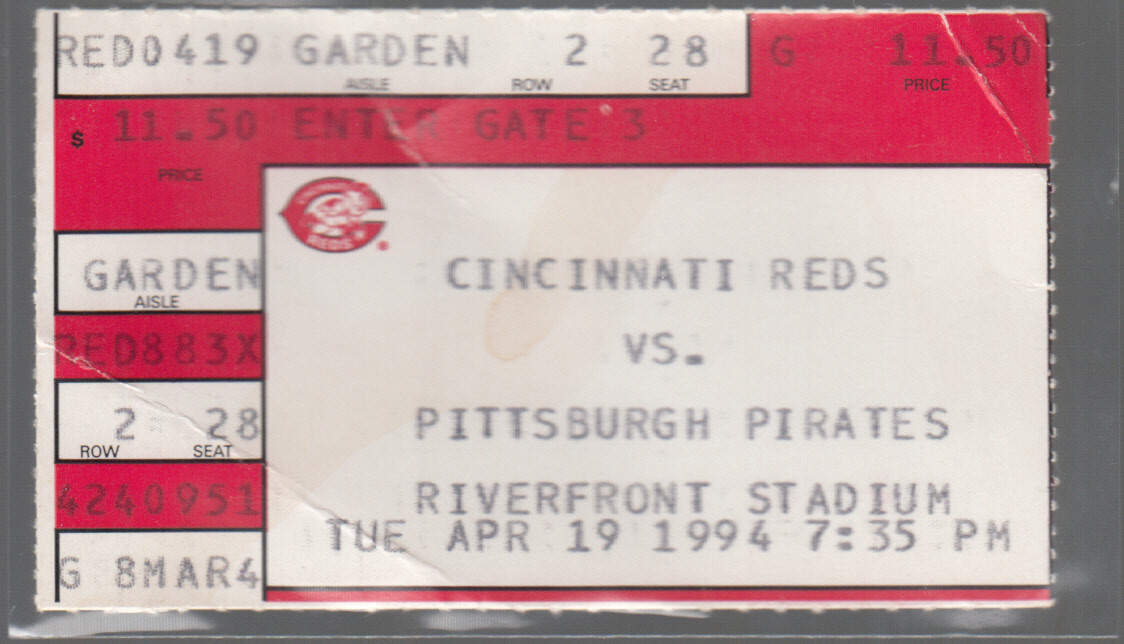 RED0419 GARDEN 2 28 G 11.50
AISLE ROW SEAT PRICE
$ 11.50 ENTER GATE 3
PRICE
REDS
GARDEN
AISLE
CINCINNATI REDS
RED883X
VS.
2 28
ROW SEAT
PITTSBURGH PIRATES
4240951
RIVERFRONT STADIUM
TUE APR 19 1994 7:35 PM
G 8MAR4